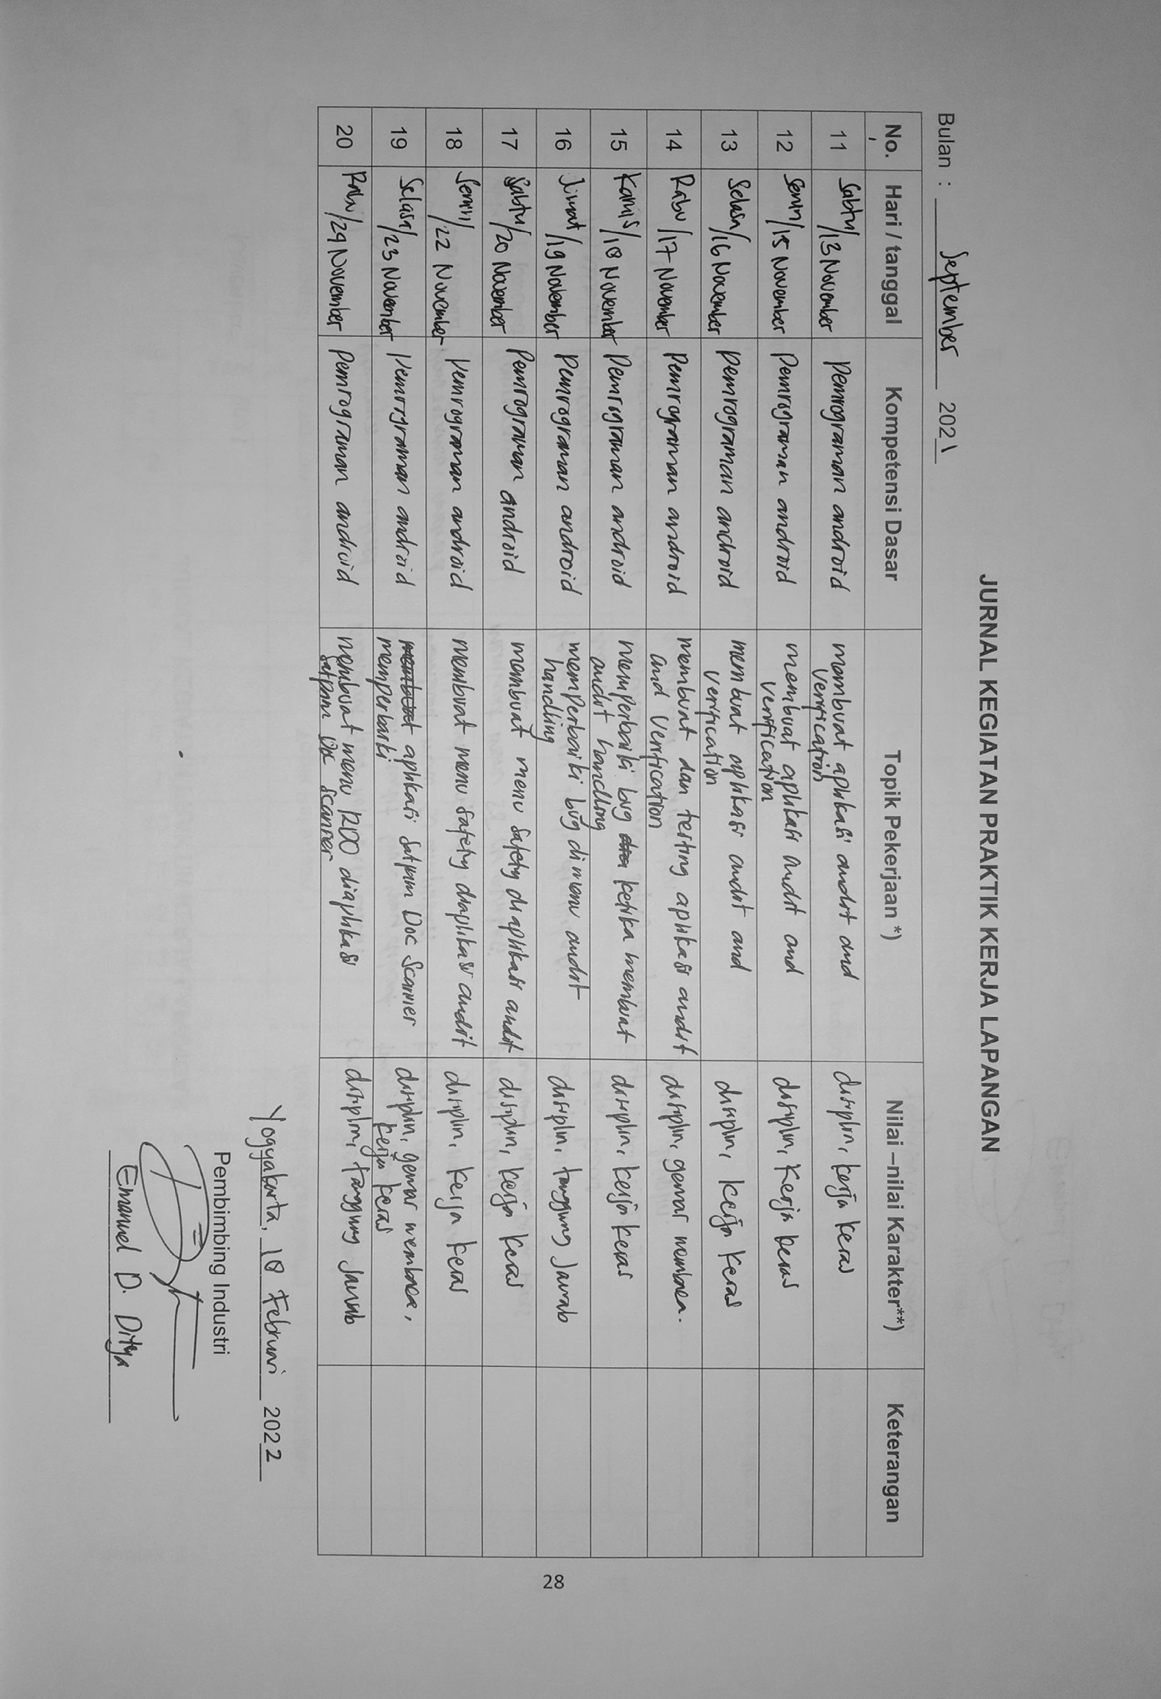 JURNAL KEGIATAN PRAKTIK KERJA LAPANGAN
Bulan : September 2021
No. Hari / tanggal Kompetensi Dasar Topik Pekerjaan *) Nilai –nilai Karakter**) Keterangan
11 Sabtu/13 November Pemrograman android membuat aplikasi audit and disiplin, kerja keras
verification
12 Senin/15 November Pemrograman android membuat aplikasi audit and disiplin, kerja keras
verification
13 Selasa/16 November Pemrograman android membuat aplikasi audit and disiplin, kerja keras
verification
14 Rabu/17 November Pemrograman android membuat dan testing aplikasi audit disiplin, gemar membaca.
and verification
15 Kamis/18 November Pemrograman android memperbaiki bug ketika membuat disiplin, kerja keras
audit handling
16 Jumat/19 November Pemrograman android memperbaiki bug di menu audit disiplin, tanggung jawab
handling
17 Sabtu/20 November Pemrograman android membuat menu safety diaplikasi audit disiplin, kerja keras
18 Senin/22 November Pemrograman android membuat menu safety diaplikasi audit disiplin, kerja keras
19 Selasa/23 November Pemrograman android membuat aplikasi satpam Doc Scanner disiplin, gemar membaca,
memperbaiki kerja keras
20 Rabu/24 November Pemrograman android membuat menu diaplikasi disiplin, tanggung jawab
satpam Doc scanner
Yogyakarta, 18 Februari 2022
Pembimbing Industri
Emanuel D. Ditya
28